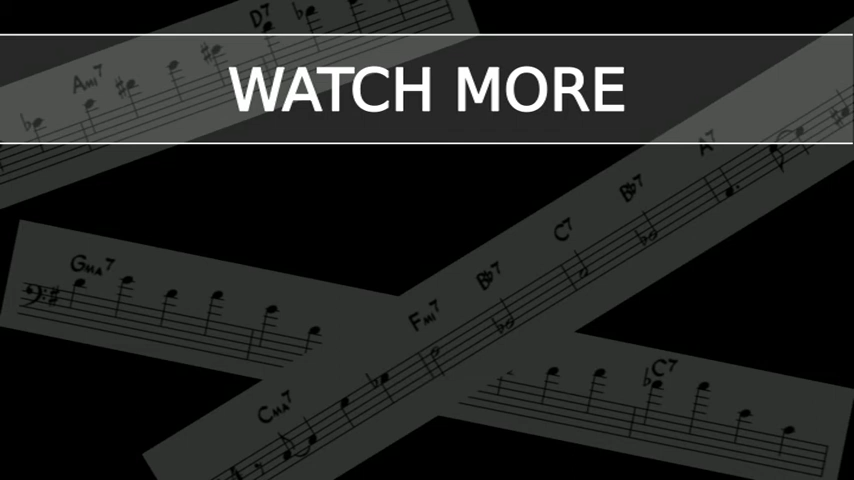 D7
Ami7
WATCH MORE
A7
Bb7
C7
Bb7
Gma7
Fmi7
C7
Cma7